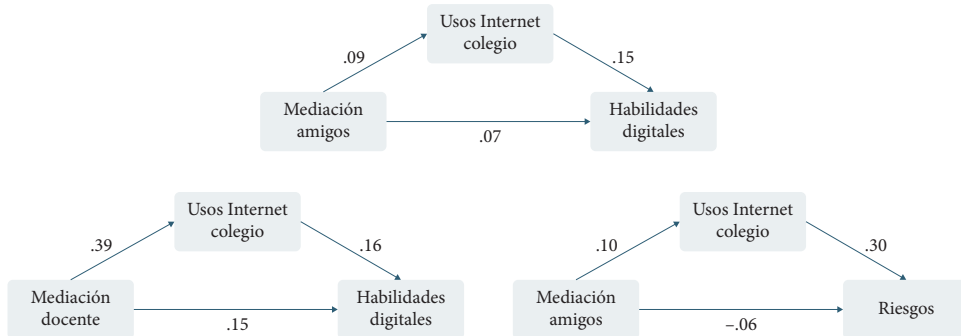 Usos Internet
colegio
.09
.15
Mediación
amigos
Habilidades
digitales
.07
Usos Internet
colegio
.39
.16
Mediación
docente
Habilidades
digitales
.15
Usos Internet
colegio
.10
.30
Mediación
amigos
Riesgos
–.06